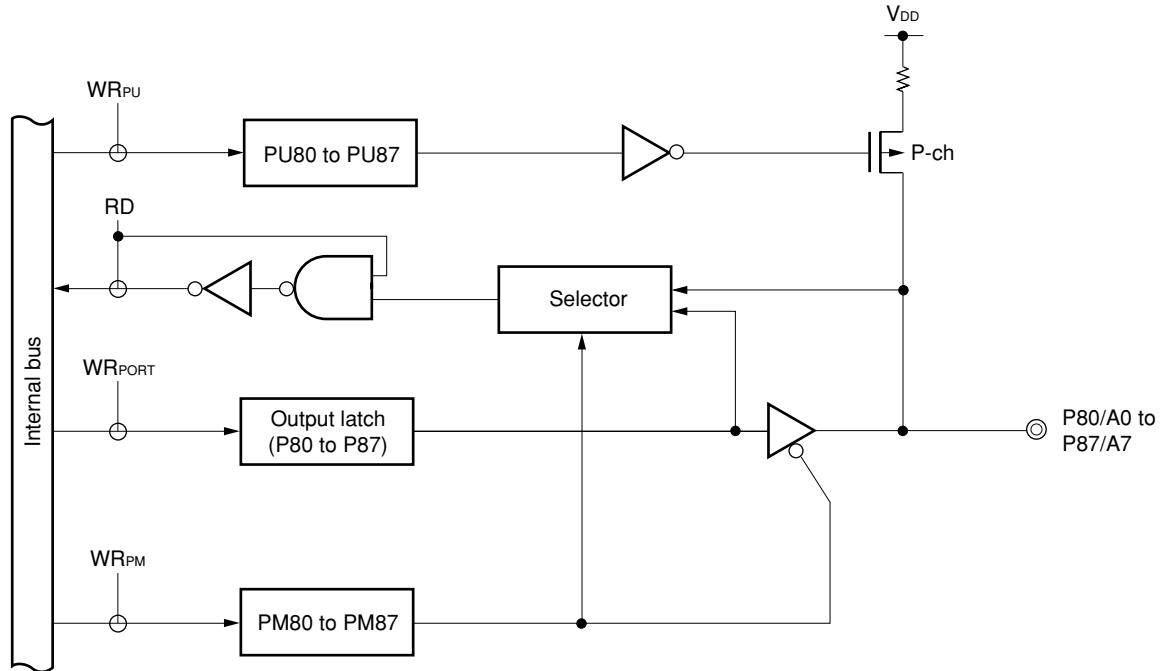 VDD
WRPU
PU80 to PU87
P-ch
RD
Selector
Internal bus
WRPORT
Output latch
(P80 to P87)
P80/A0 to
P87/A7
WRPM
PM80 to PM87